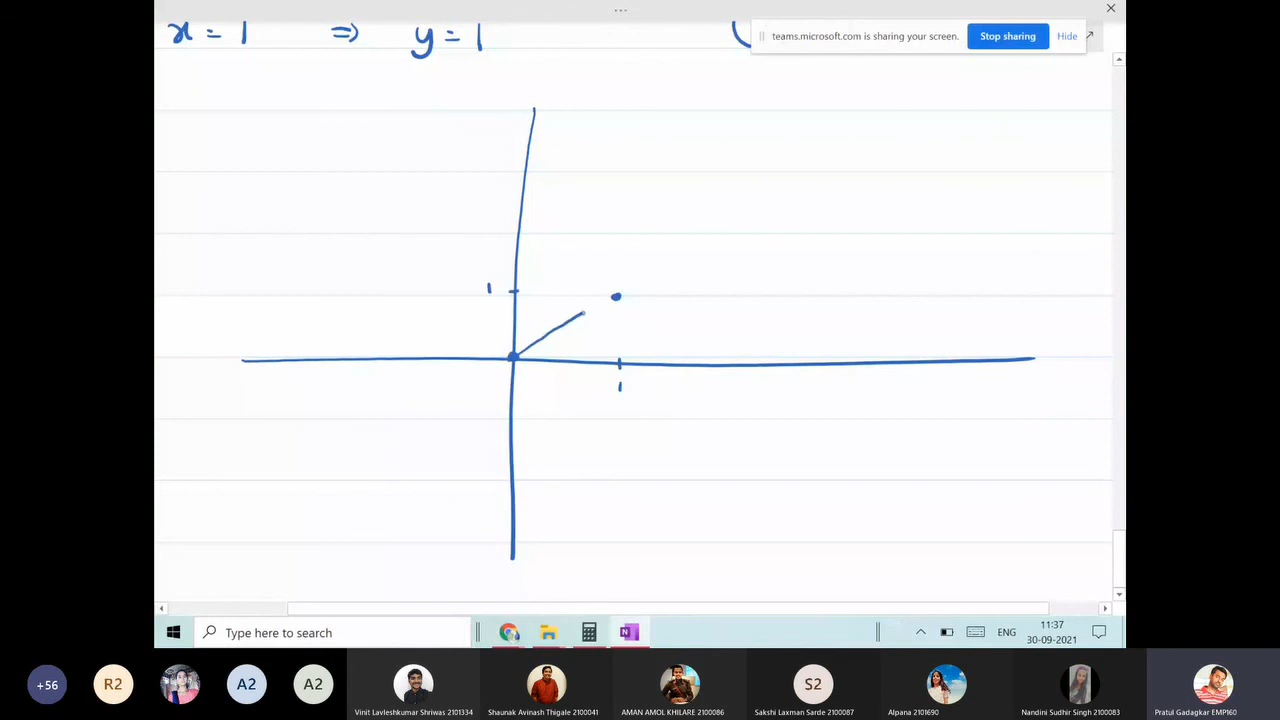 x = 1 ⇒ y = 1 (
teams.microsoft.com is sharing your screen. Stop sharing Hide
1
1
Type here to search
ENG
11:37
30-09-2021
+56 R2 A2 A2 S2
Vinit Lavleshkumar Shriwas 2101334 Shaunak Avinash Thigale 2100041 AMAN AMOL KHILARE 2100086 Sakshi Laxman Sarde 2100087 Alpana 2101690 Nandini Sudhir Singh 2100083 Pratul Gadagkar EMP160